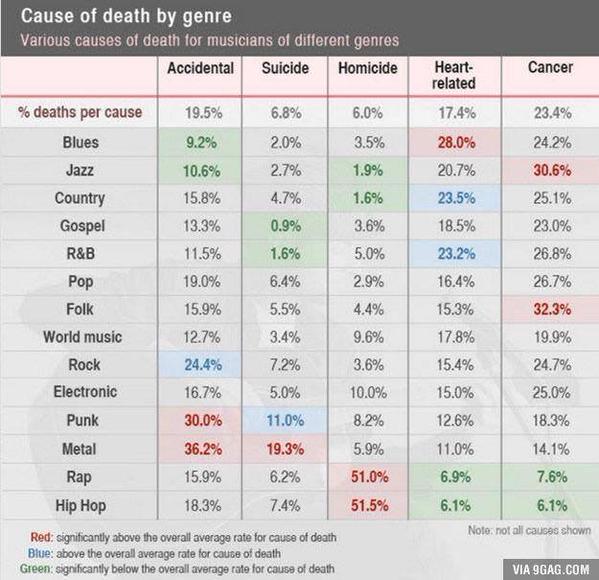 Cause of death by genre
Various causes of death for musicians of different genres
Accidental Suicide Homicide Heart-related Cancer
% deaths per cause 19.5% 6.8% 6.0% 17.4% 23.4%
Blues 9.2% 2.0% 3.5% 28.0% 24.2%
Jazz 10.6% 2.7% 1.9% 20.7% 30.6%
Country 15.8% 4.7% 1.6% 23.5% 25.1%
Gospel 13.3% 0.9% 3.6% 18.5% 23.0%
R&B 11.5% 1.6% 5.0% 23.2% 26.8%
Pop 19.0% 6.4% 2.9% 16.4% 26.7%
Folk 15.9% 5.5% 4.4% 15.3% 32.3%
World music 12.7% 3.4% 9.6% 17.8% 19.9%
Rock 24.4% 7.2% 3.6% 15.4% 24.7%
Electronic 16.7% 5.0% 10.0% 15.0% 25.0%
Punk 30.0% 11.0% 8.2% 12.6% 18.3%
Metal 36.2% 19.3% 5.9% 11.0% 14.1%
Rap 15.9% 6.2% 51.0% 6.9% 7.6%
Hip Hop 18.3% 7.4% 51.5% 6.1% 6.1%
Note: not all causes shown
Red: significantly above the overall average rate for cause of death
Blue: above the overall average rate for cause of death
Green: significantly below the overall average rate for cause of death
VIA 9GAG.COM